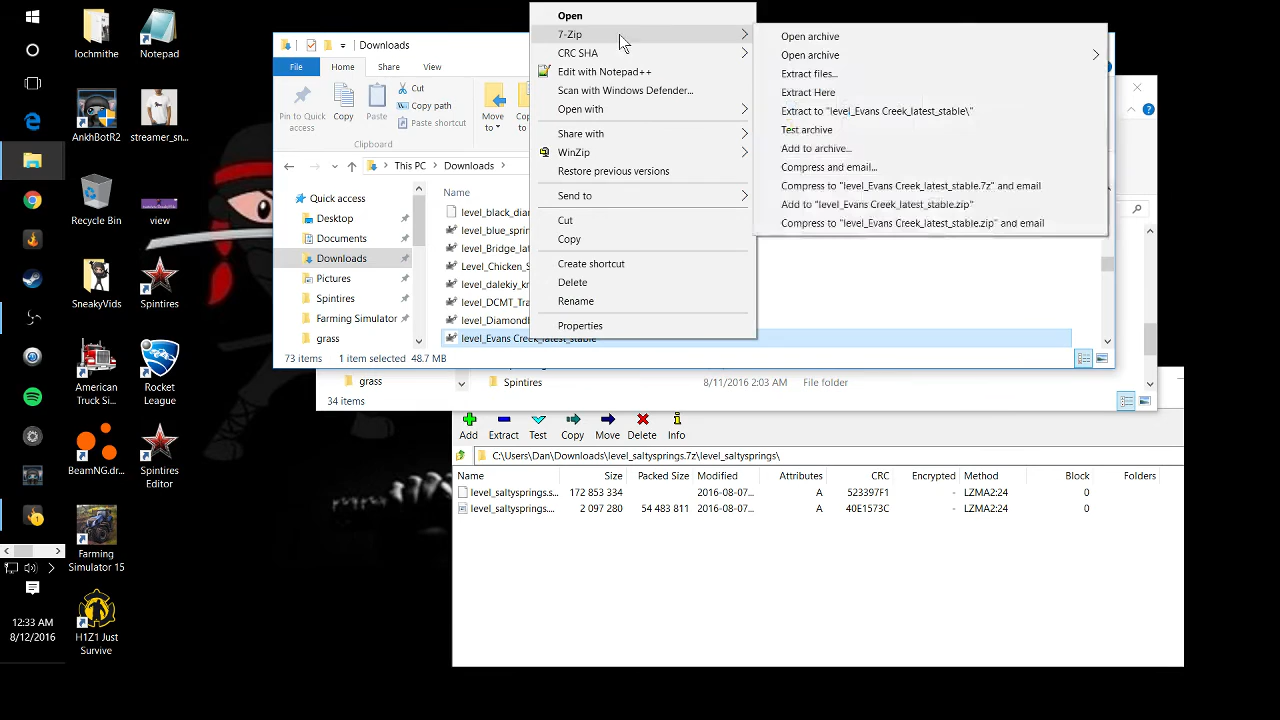 lochmithe
Notepad
AnkhBotR2
streamer_sn...
Recycle Bin
view
SneakyVids
Spintires
American
Truck Si...
Rocket
League
BeamNG.dr...
Spintires
Editor
Farming
Simulator 15
H1Z1 Just
Survive
12:33 AM
8/12/2016
Downloads
File
Home
Share
View
Pin to Quick
access
Copy
Paste
Cut
Copy path
Paste shortcut
Clipboard
Move
to
This PC
Downloads
Quick access
Desktop
Documents
Downloads
Pictures
Spintires
Farming Simulator
grass
Name
level_black_dia
level_blue_sprin
level_Bridge_lat
Level_Chicken_S
level_dalekiy_kr
level_DCMT_Tra
level_Diamondl
level_Evans Creek_latest_stable
73 items
1 item selected
48.7 MB
Open
7-Zip
CRC SHA
Edit with Notepad++
Scan with Windows Defender...
Open with
Share with
WinZip
Restore previous versions
Send to
Cut
Copy
Create shortcut
Delete
Rename
Properties
Open archive
Open archive
Extract files...
Extract Here
Extract to "level_Evans Creek_latest_stable\"
Test archive
Add to archive...
Compress and email...
Compress to "level_Evans Creek_latest_stable.7z" and email
Add to "level_Evans Creek_latest_stable.zip"
Compress to "level_Evans Creek_latest_stable.zip" and email
grass
Spintires
8/11/2016 2:03 AM
File folder
34 items
Add
Extract
Test
Copy
Move
Delete
Info
C:\Users\Dan\Downloads\level_saltysprings.7z\level_saltysprings\
Name Size Packed Size Modified Attributes CRC Encrypted Method Block Folders
level_saltysprings.s... 172 853 334 2016-08-07... A 523397F1 - LZMA2:24 0
level_saltysprings.... 2 097 280 54 483 811 2016-08-07... A 40E1573C - LZMA2:24 0